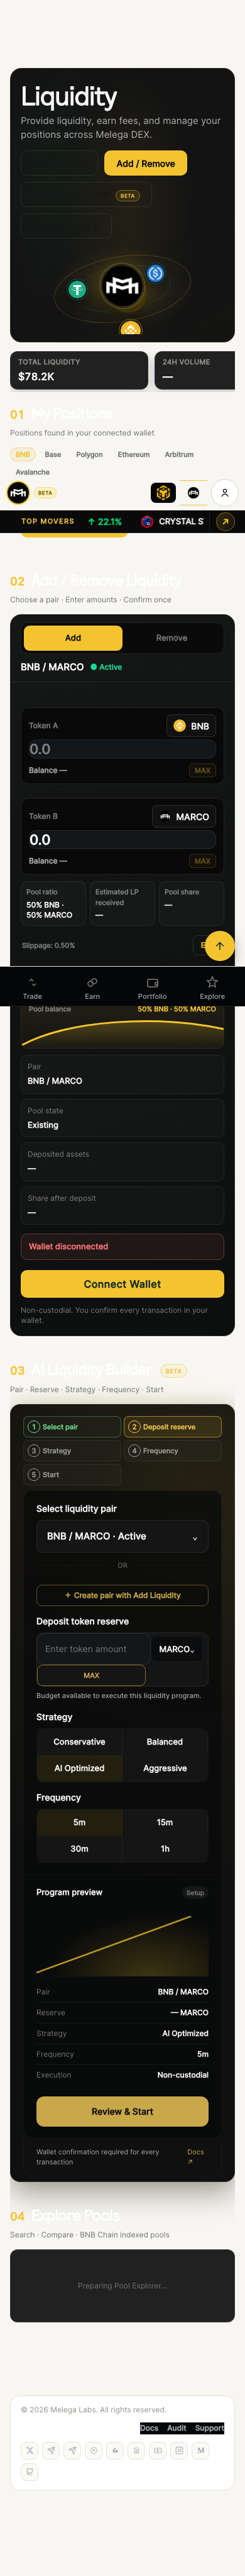 Liquidity
Provide liquidity, earn fees, and manage your
positions across Melega DEX.
Add / Remove
BETA
TOTAL LIQUIDITY
$78.2K
24H VOLUME
—
01 My Positions
Positions found in your connected wallet
BNB Base Polygon Ethereum Arbitrum
Avalanche
BETA
TOP MOVERS ↑ 22.1% CRYSTAL S
02 Add / Remove Liquidity
Choose a pair · Enter amounts · Confirm once
Add Remove
BNB / MARCO Active
Token A BNB
0.0
Balance — MAX
Token B MARCO
0.0
Balance — MAX
Pool ratio
50% BNB ·
50% MARCO
Estimated LP
received
—
Pool share
—
Slippage: 0.50%
Trade Earn Portfolio Explore
Pool balance 50% BNB · 50% MARCO
Pair
BNB / MARCO
Pool state
Existing
Deposited assets
—
Share after deposit
—
Wallet disconnected
Connect Wallet
Non-custodial. You confirm every transaction in your
wallet.
03 AI Liquidity Builder BETA
Pair · Reserve · Strategy · Frequency · Start
1 Select pair 2 Deposit reserve
3 Strategy 4 Frequency
5 Start
Select liquidity pair
BNB / MARCO · Active
OR
+ Create pair with Add Liquidity
Deposit token reserve
Enter token amount MARCO
MAX
Budget available to execute this liquidity program.
Strategy
Conservative Balanced
AI Optimized Aggressive
Frequency
5m 15m
30m 1h
Program preview Setup
Pair BNB / MARCO
Reserve — MARCO
Strategy AI Optimized
Frequency 5m
Execution Non-custodial
Review & Start
Wallet confirmation required for every
transaction
Docs
↗
04 Explore Pools
Search · Compare · BNB Chain indexed pools
Preparing Pool Explorer...
© 2026 Melega Labs. All rights reserved.
Docs Audit Support